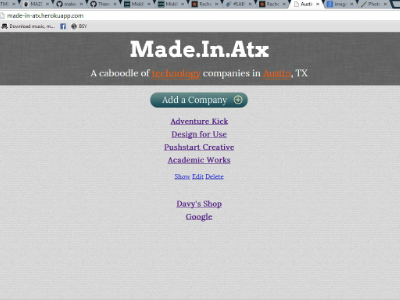 made-in-atx.herokuapp.com
Download music, m...
BSY
Made.In.Atx
A caboodle of technology companies in Austin, TX
Add a Company
Adventure Kick
Design for Use
Pushstart Creative
Academic Works
Show Edit Delete
Davy's Shop
Google